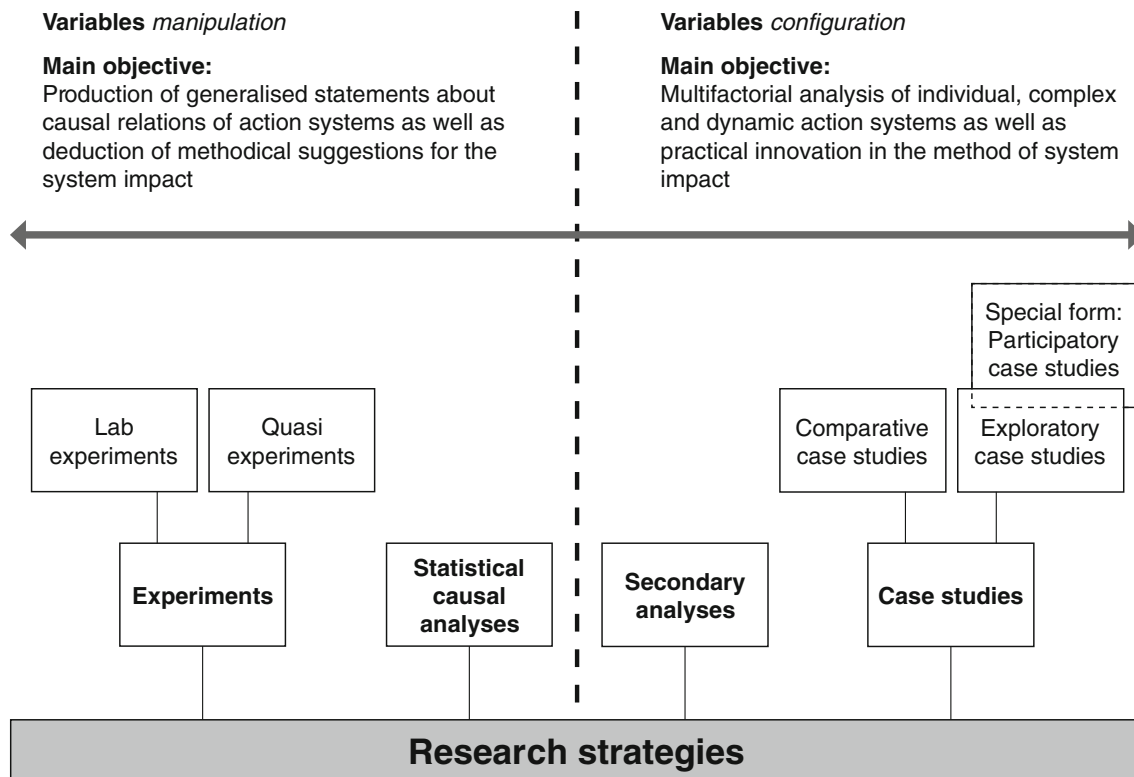 Variables manipulation
Main objective:
Production of generalised statements about
causal relations of action systems as well as
deduction of methodical suggestions for the
system impact
Variables configuration
Main objective:
Multifactorial analysis of individual, complex
and dynamic action systems as well as
practical innovation in the method of system
impact
Special form:
Participatory
case studies
Lab
experiments
Quasi
experiments
Comparative
case studies
Exploratory
case studies
Experiments
Statistical
causal
analyses
Secondary
analyses
Case studies
Research strategies